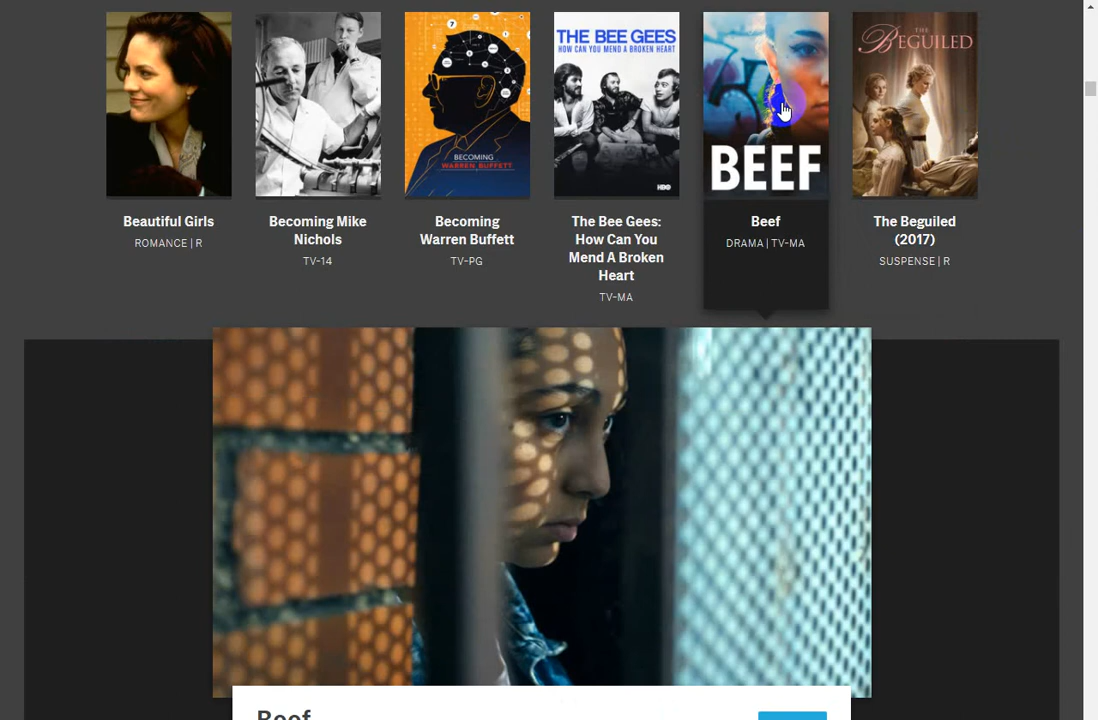 7
BECOMING
WARREN BUFFETT
THE BEE GEES
HOW CAN YOU MEND A BROKEN HEART
HBO
BEEF
THE
BEGUILED
Beautiful Girls
ROMANCE | R
Becoming Mike
Nichols
TV-14
Becoming
Warren Buffett
TV-PG
The Bee Gees:
How Can You
Mend A Broken
Heart
TV-MA
Beef
DRAMA | TV-MA
The Beguiled
(2017)
SUSPENSE | R
Beef